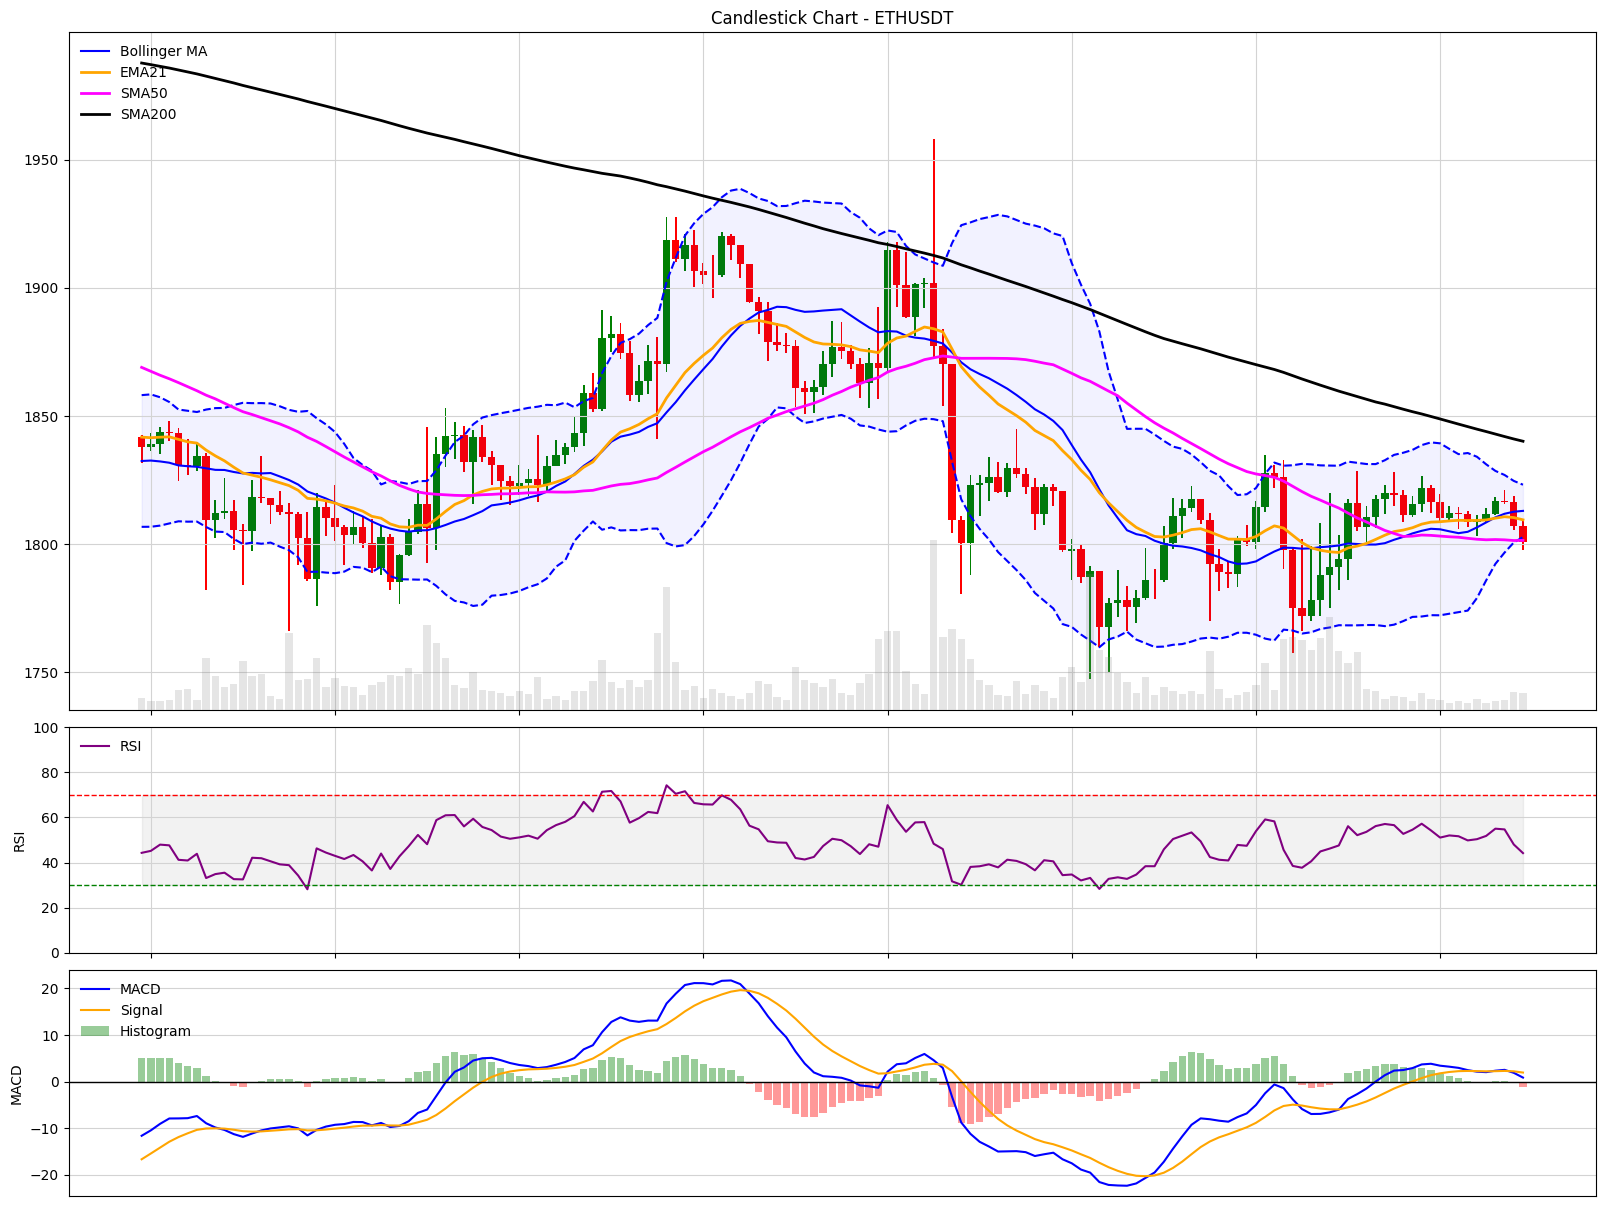 Candlestick Chart - ETHUSDT
Bollinger MA
EMA21
SMA50
SMA200
1950
1900
1850
1800
1750
RSI
100
80
60
40
20
0
RSI
MACD
Signal
Histogram
20
10
0
−10
−20
MACD